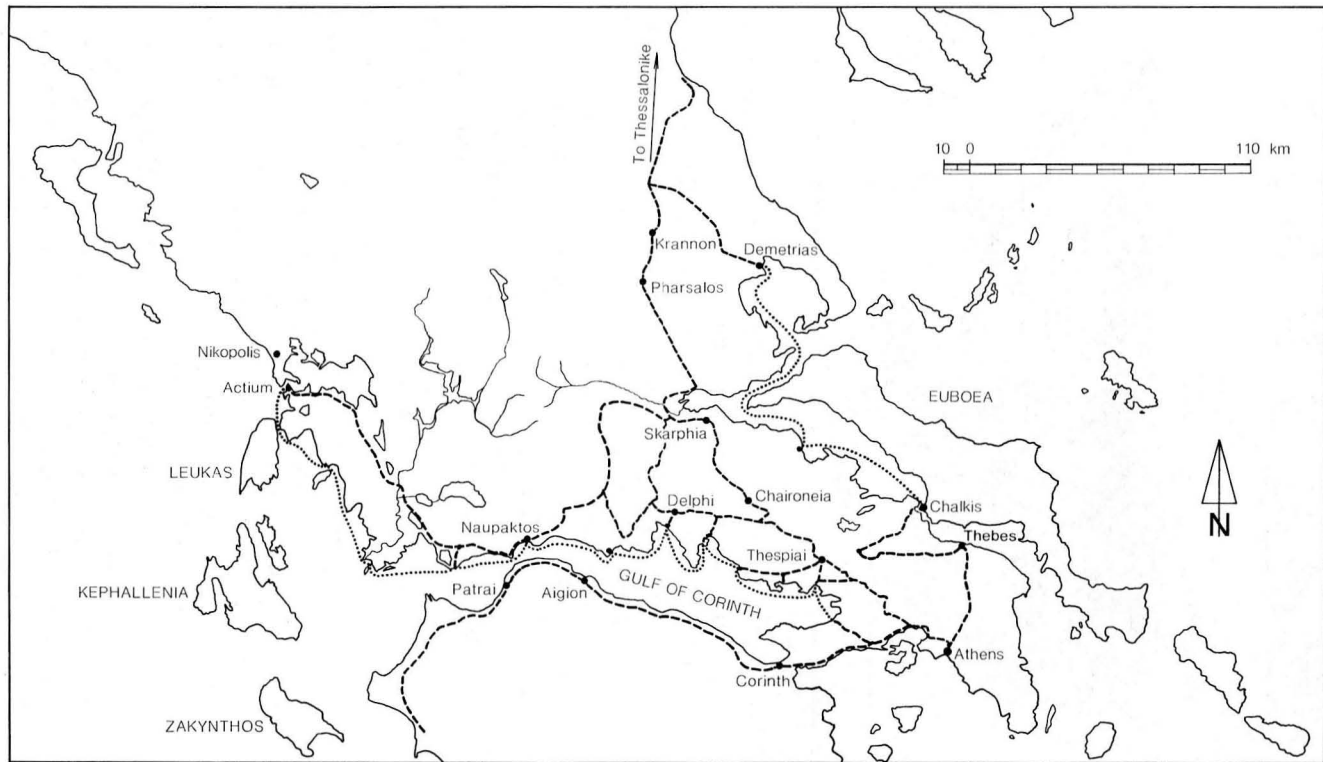 To Thessalonike
10 0 110 km
Krannon
Demetrias
Pharsalos
Nikopolis
Actium
EUBOEA
LEUKAS
Skarphia
Chaironeia
Delphi
Chalkis
Naupaktos
Thebes
Thespiai
N
KEPHALLENIA
Patrai
Aigion
GULF OF CORINTH
Athens
Corinth
ZAKYNTHOS